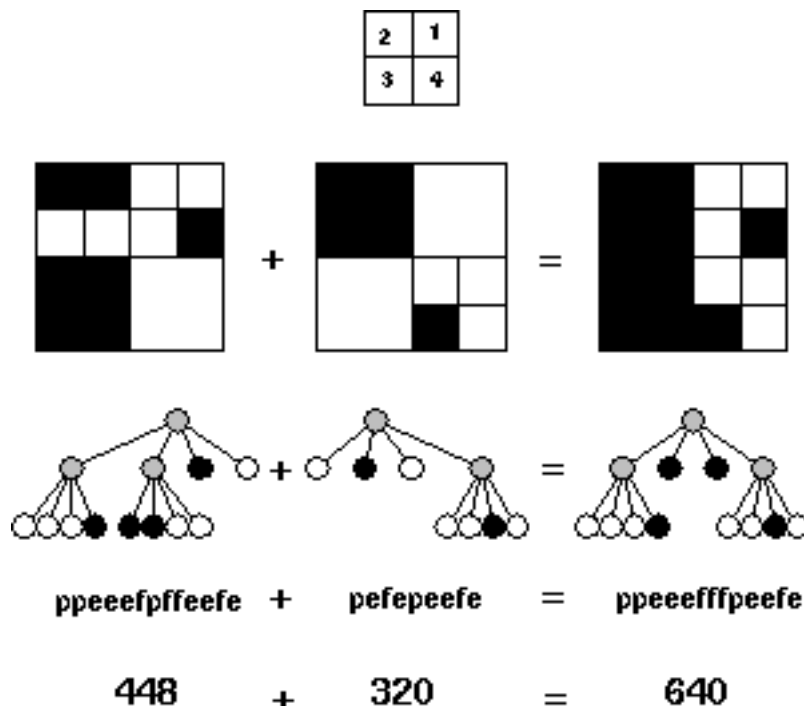 2 1
3 4
+ =
+ =
ppeeefpffeefe + pefepeefe = ppeeefffpeefe
448 + 320 = 640